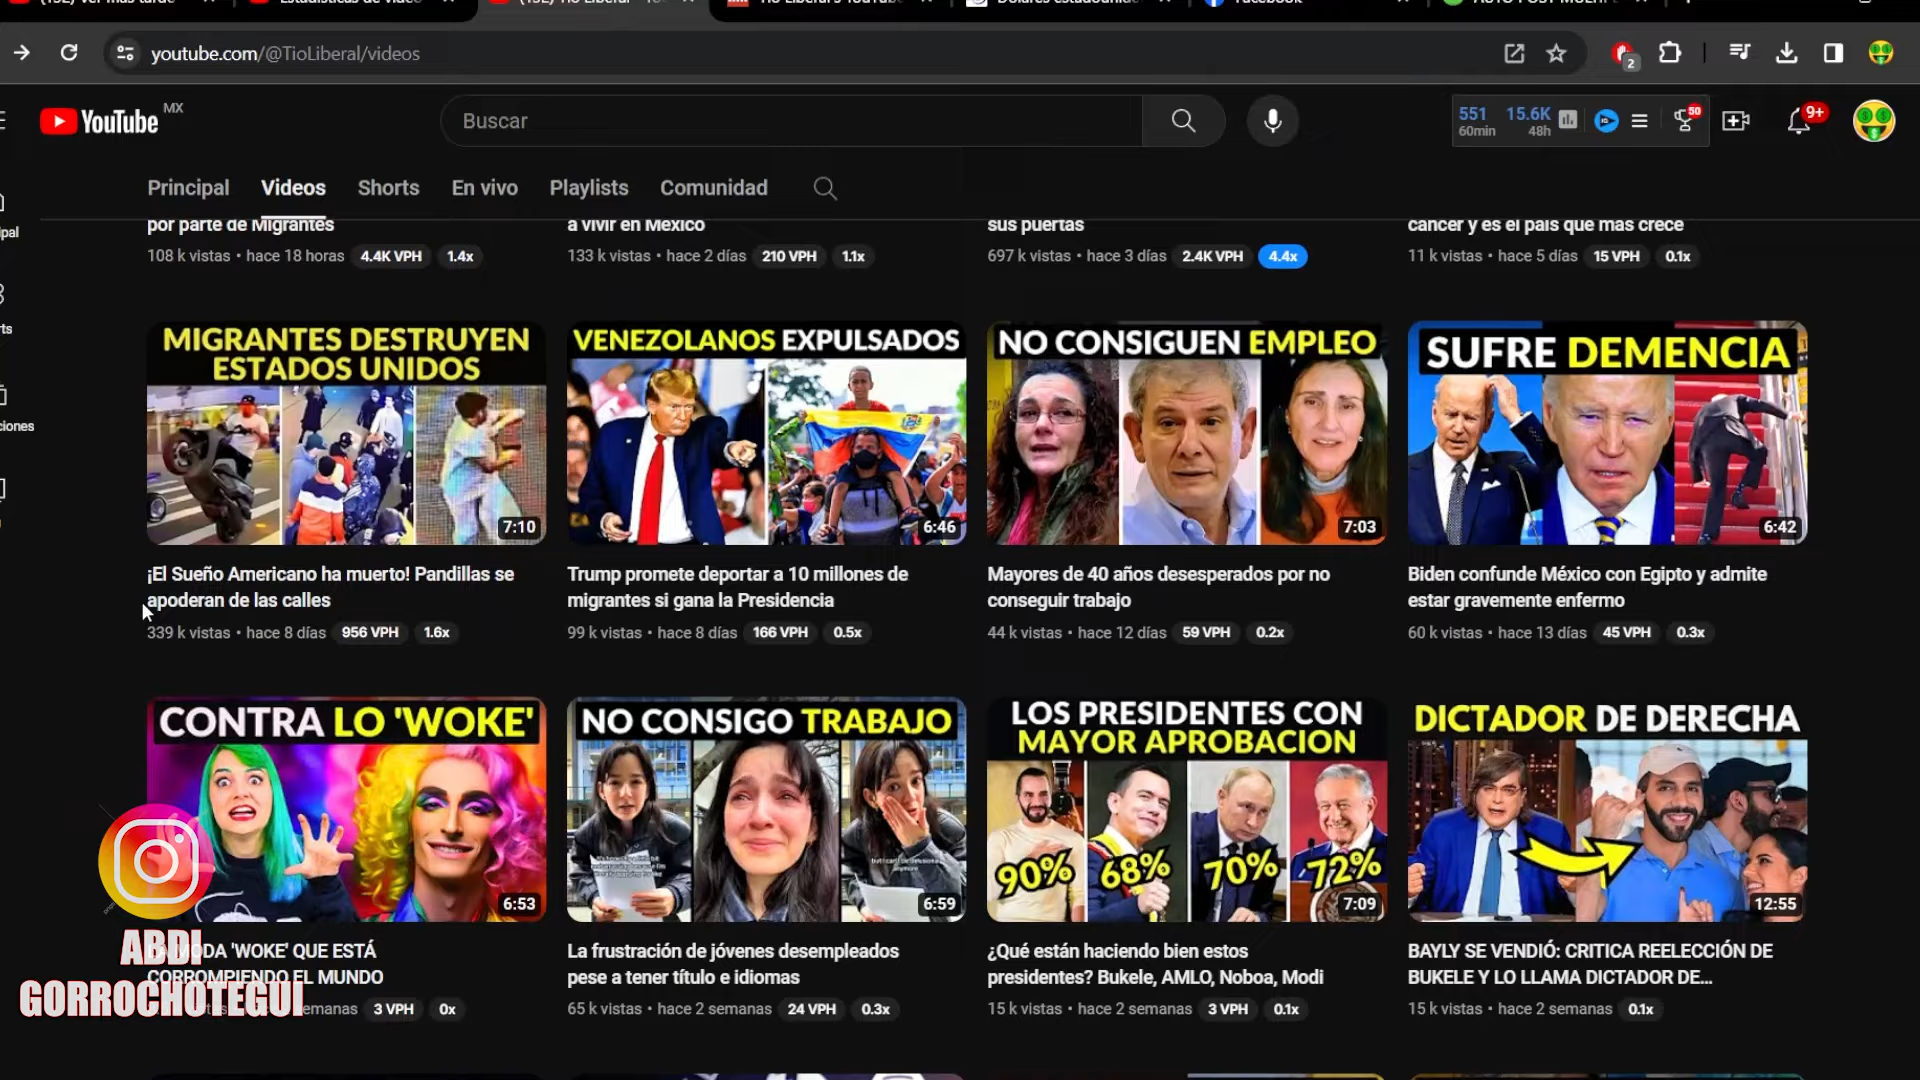 youtube.com/@TioLiberal/videos
2
YouTube MX
Buscar
551 60min
15.6K 48h
50
9+
Principal
Videos
Shorts
En vivo
Playlists
Comunidad
por parte de Migrantes
108 k vistas • hace 18 horas 4.4K VPH 1.4x
a vivir en México
133 k vistas • hace 2 días 210 VPH 1.1x
sus puertas
697 k vistas • hace 3 días 2.4K VPH 4.4x
cáncer y es el país que más crece
11 k vistas • hace 5 días 15 VPH 0.1x
MIGRANTES DESTRUYEN
ESTADOS UNIDOS
7:10
¡El Sueño Americano ha muerto! Pandillas se
apoderan de las calles
339 k vistas • hace 8 días 956 VPH 1.6x
VENEZOLANOS EXPULSADOS
6:46
Trump promete deportar a 10 millones de
migrantes si gana la Presidencia
99 k vistas • hace 8 días 166 VPH 0.5x
NO CONSIGUEN EMPLEO
7:03
Mayores de 40 años desesperados por no
conseguir trabajo
44 k vistas • hace 12 días 59 VPH 0.2x
SUFRE DEMENCIA
6:42
Biden confunde México con Egipto y admite
estar gravemente enfermo
60 k vistas • hace 13 días 45 VPH 0.3x
CONTRA LO 'WOKE'
6:53
MODA 'WOKE' QUE ESTÁ
CORROMPIENDO EL MUNDO
3 VPH 0x
NO CONSIGO TRABAJO
6:59
La frustración de jóvenes desempleados
pese a tener título e idiomas
65 k vistas • hace 2 semanas 24 VPH 0.3x
LOS PRESIDENTES CON
MAYOR APROBACION
90% 68% 70% 72%
7:09
¿Qué están haciendo bien estos
presidentes? Bukele, AMLO, Noboa, Modi
15 k vistas • hace 2 semanas 3 VPH 0.1x
DICTADOR DE DERECHA
12:55
BAYLY SE VENDIÓ: CRITICA REELECCIÓN DE
BUKELE Y LO LLAMA DICTADOR DE...
15 k vistas • hace 2 semanas 0.1x
ABDI
GORROCHOTEGUI